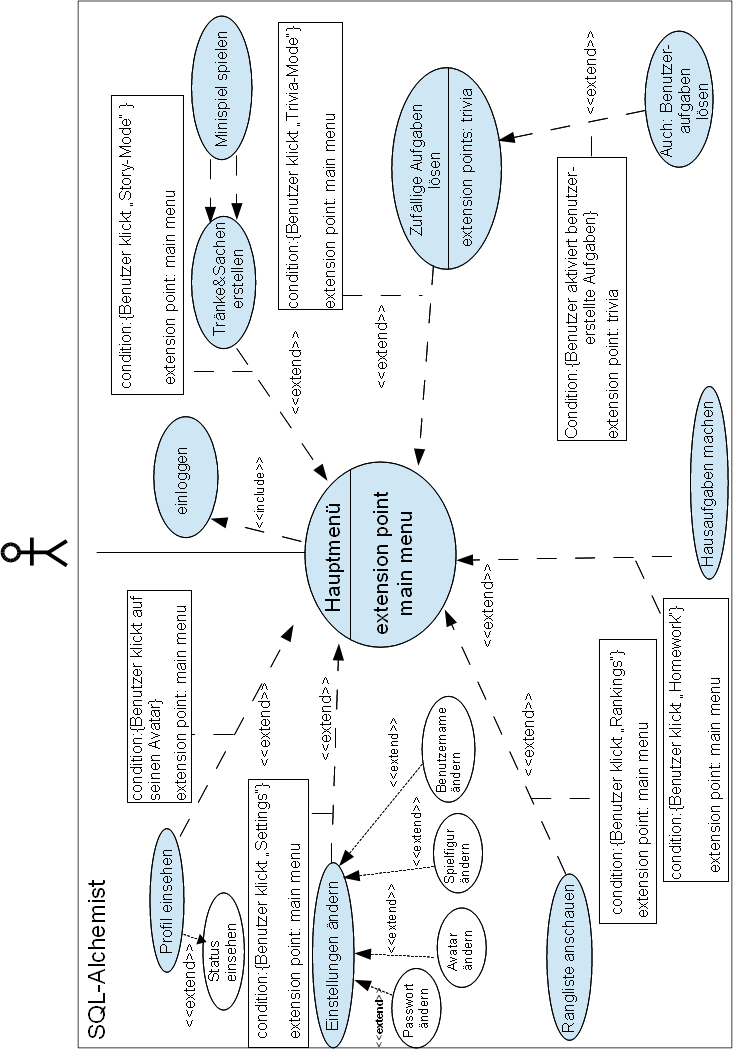 SQL-Alchemist
Profil einsehen
<<extend>>
Status
einsehen
condition:{Benutzer klickt auf
seinen Avatar}
extension point: main menu
<<extend>>
einloggen
<<include>>
condition:{Benutzer klickt „Story-Mode" }
extension point: main menu
<<extend>>
Tränke&Sachen
erstellen
Minispiel spielen
condition:{Benutzer klickt „Settings"}
extension point: main menu
<<extend>>
Hauptmenü
extension point
main menu
condition:{Benutzer klickt „Trivia-Mode"}
extension point: main menu
<<extend>>
Einstellungen ändern
<<extend>>
Passwort
ändern
<<extend>>
Avatar
ändern
<<extend>>
Spielfigur
ändern
<<extend>>
Benutzername
ändern
Zufällige Aufgaben
lösen
extension points: trivia
<<extend>>
<<extend>>
Rangliste anschauen
condition:{Benutzer klickt „Rankings"}
extension point: main menu
<<extend>>
Condition:{Benutzer aktiviert benutzer-
erstellte Aufgaben}
extension point: trivia
<<extend>>
Auch: Benutzer-
aufgaben
lösen
condition:{Benutzer klickt „Homework"}
extension point: main menu
Hausaufgaben machen